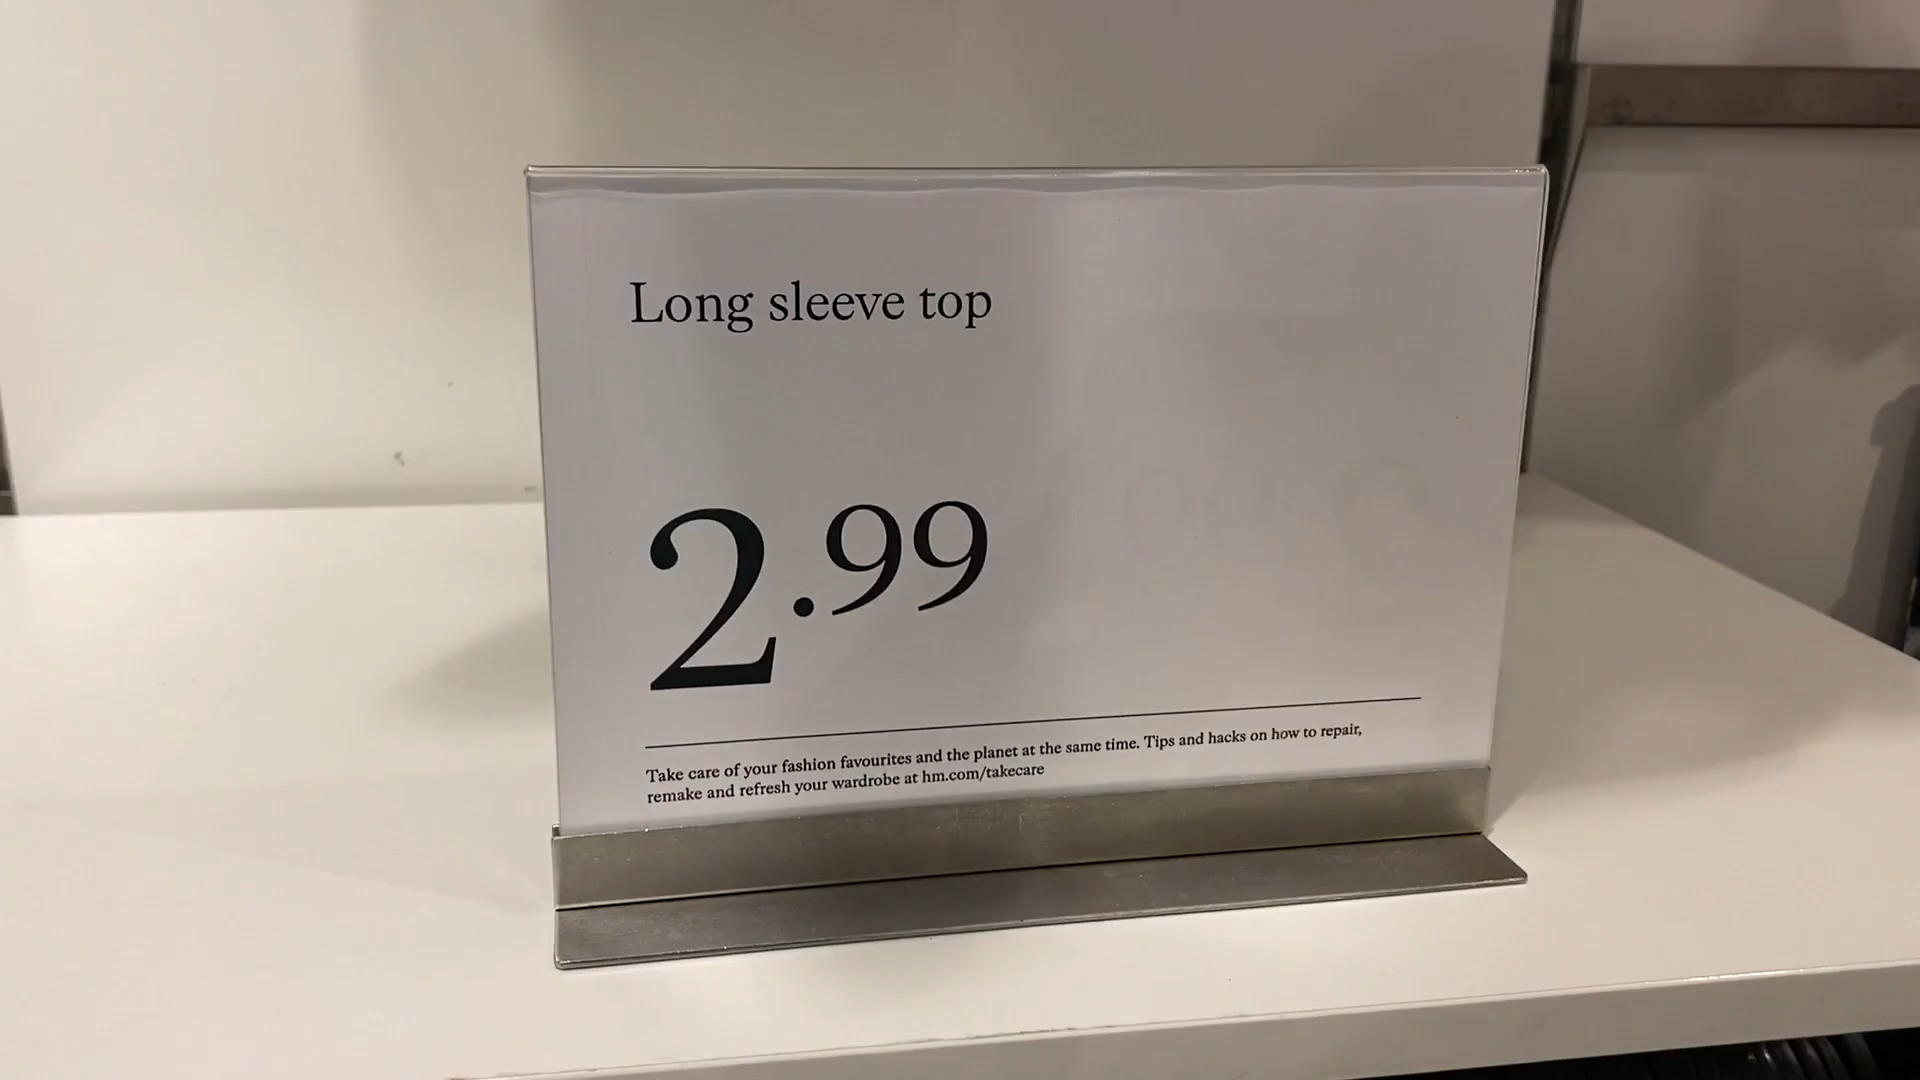 Long sleeve top
2.99
Take care of your fashion favourites and the planet at the same time. Tips and hacks on how to repair,
remake and refresh your wardrobe at hm.com/takecare